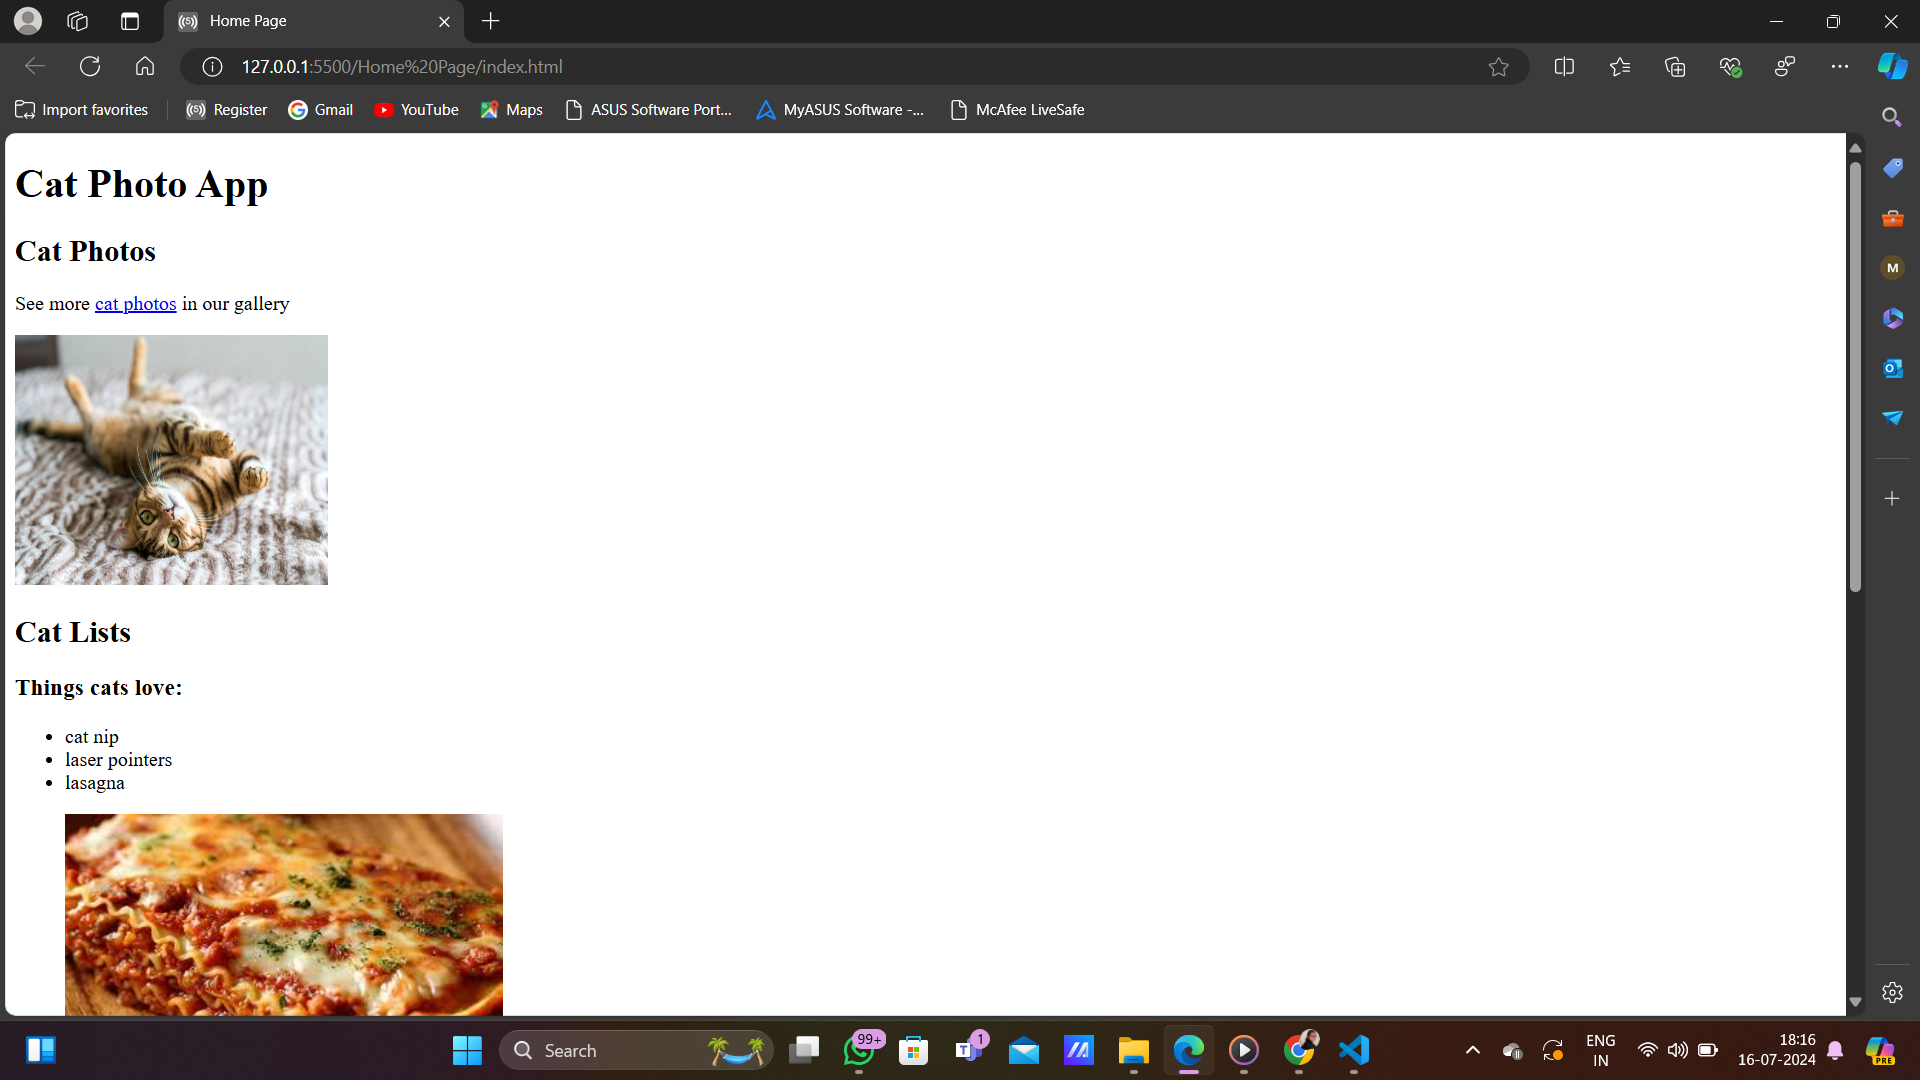 Home Page
127.0.0.1:5500/Home%20Page/index.html
Import favorites Register Gmail YouTube Maps ASUS Software Port... MyASUS Software -... McAfee LiveSafe
Cat Photo App
Cat Photos
See more cat photos in our gallery
Cat Lists
Things cats love:
• cat nip
• laser pointers
• lasagna
M
Search
99+
1
ENG
IN
18:16
16-07-2024
PRE